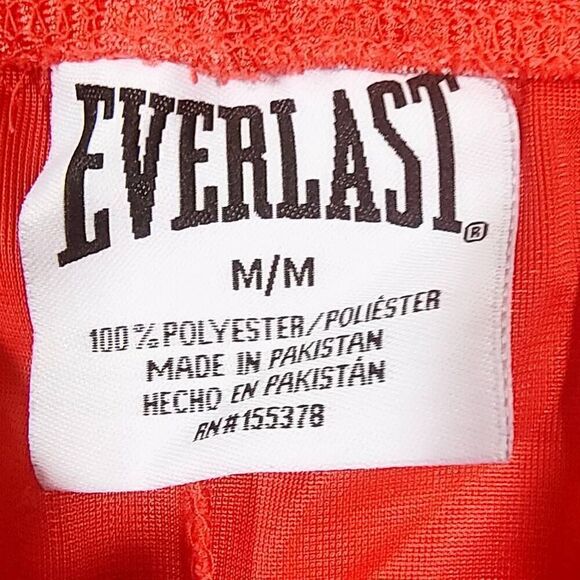 EVERLAST®
M/M
100% POLYESTER/POLIÉSTER
MADE IN PAKISTAN
HECHO EN PAKISTÁN
RN#155378